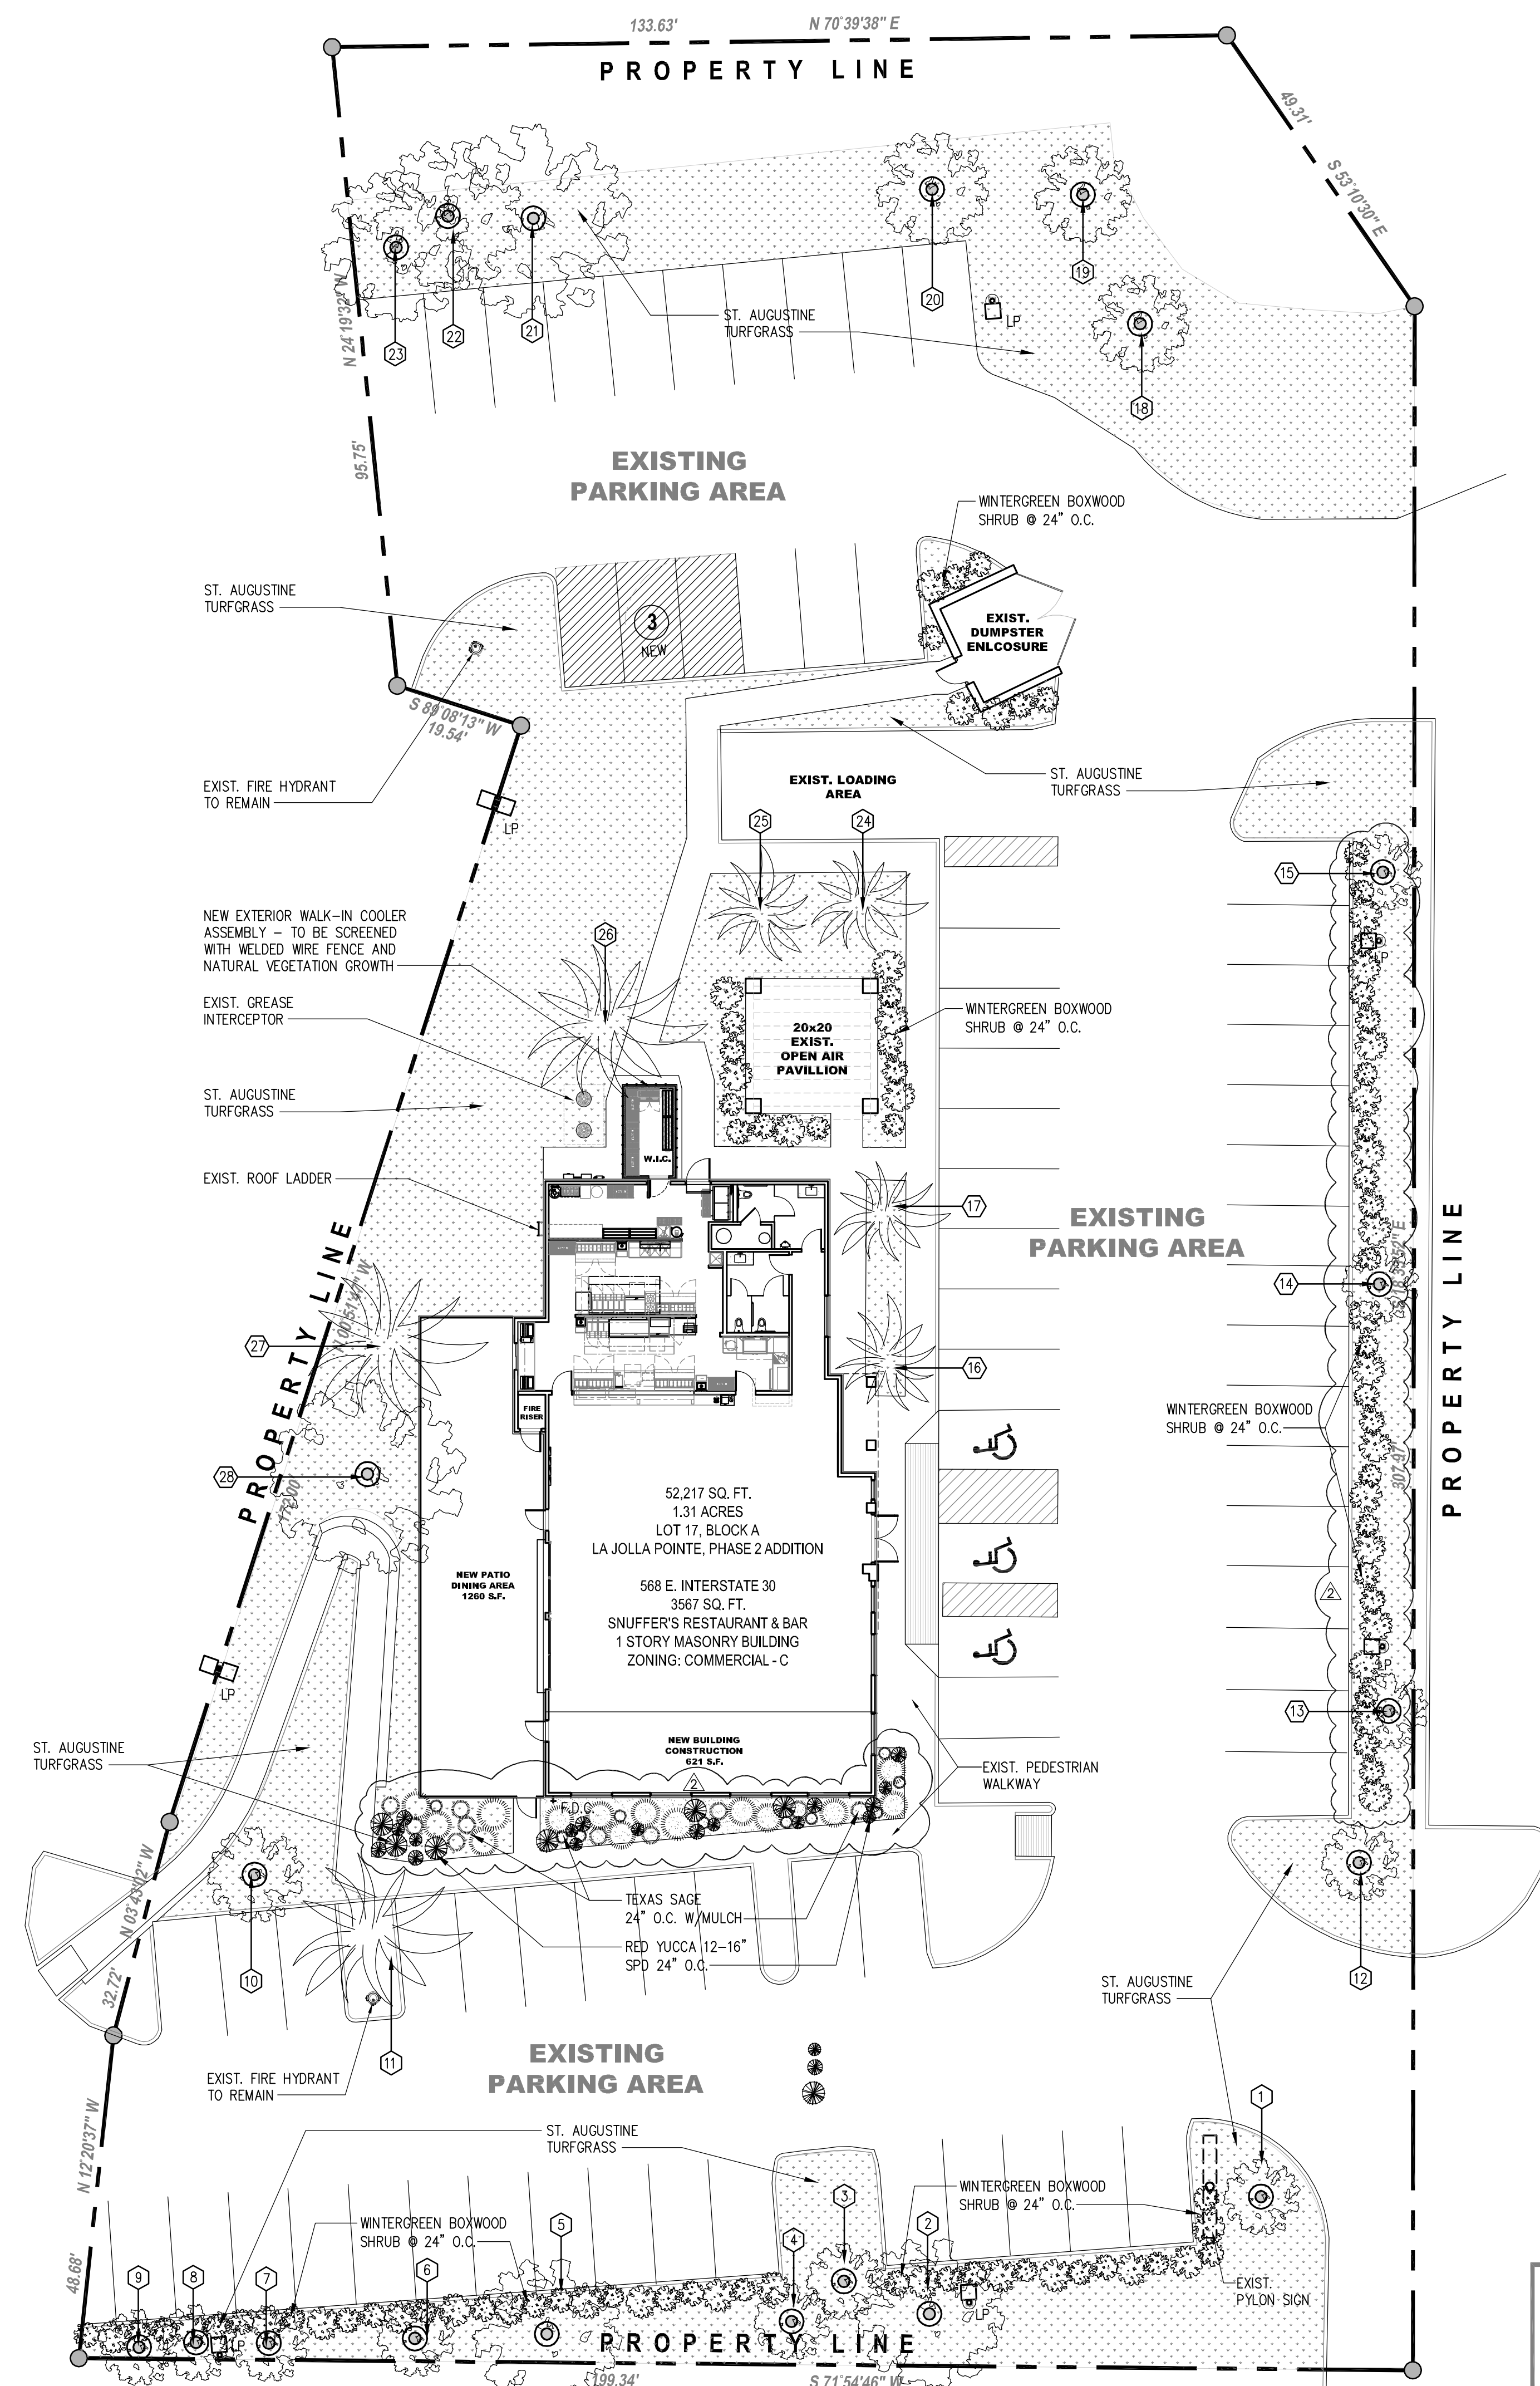 133.63'
N 70°39'38" E
PROPERTY LINE
49.31'
S 53°10'30" E
23
22
21
20
19
18
LP
N 24°19'32" W
95.75'
ST. AUGUSTINE
TURFGRASS
EXISTING
PARKING AREA
WINTERGREEN BOXWOOD
SHRUB @ 24" O.C.
ST. AUGUSTINE
TURFGRASS
3
NEW
EXIST.
DUMPSTER
ENLCOSURE
S 89°08'13" W
19.54'
EXIST. FIRE HYDRANT
TO REMAIN
LP
EXIST. LOADING
AREA
ST. AUGUSTINE
TURFGRASS
25
24
15
LP
NEW EXTERIOR WALK-IN COOLER
ASSEMBLY - TO BE SCREENED
WITH WELDED WIRE FENCE AND
NATURAL VEGETATION GROWTH
26
EXIST. GREASE
INTERCEPTOR
20x20
EXIST.
OPEN AIR
PAVILLION
WINTERGREEN BOXWOOD
SHRUB @ 24" O.C.
ST. AUGUSTINE
TURFGRASS
W.I.C.
EXIST. ROOF LADDER
17
EXISTING
PARKING AREA
PROPERTY LINE
14
PROPERTY LINE
27
16
FIRE
RISER
WINTERGREEN BOXWOOD
SHRUB @ 24" O.C.
302.97'
28
172.00'
52,217 SQ. FT.
1.31 ACRES
LOT 17, BLOCK A
LA JOLLA POINTE, PHASE 2 ADDITION
568 E. INTERSTATE 30
3567 SQ. FT.
SNUFFER'S RESTAURANT & BAR
1 STORY MASONRY BUILDING
ZONING: COMMERCIAL - C
NEW PATIO
DINING AREA
1260 S.F.
2
LP
LP
13
ST. AUGUSTINE
TURFGRASS
NEW BUILDING
CONSTRUCTION
621 S.F.
2
EXIST. PEDESTRIAN
WALKWAY
F.D.C.
N 03°43'02" W
32.72'
TEXAS SAGE
24" O.C. W/MULCH
RED YUCCA 12-16"
SPD 24" O.C.
10
12
ST. AUGUSTINE
TURFGRASS
11
EXISTING
PARKING AREA
EXIST. FIRE HYDRANT
TO REMAIN
1
N 12°20'37" W
48.68'
ST. AUGUSTINE
TURFGRASS
WINTERGREEN BOXWOOD
SHRUB @ 24" O.C.
3
WINTERGREEN BOXWOOD
SHRUB @ 24" O.C.
5
4
2
9
8
7
6
LP
LP
EXIST.
PYLON SIGN
PROPERTY LINE
199.34'
S 71°54'46" W